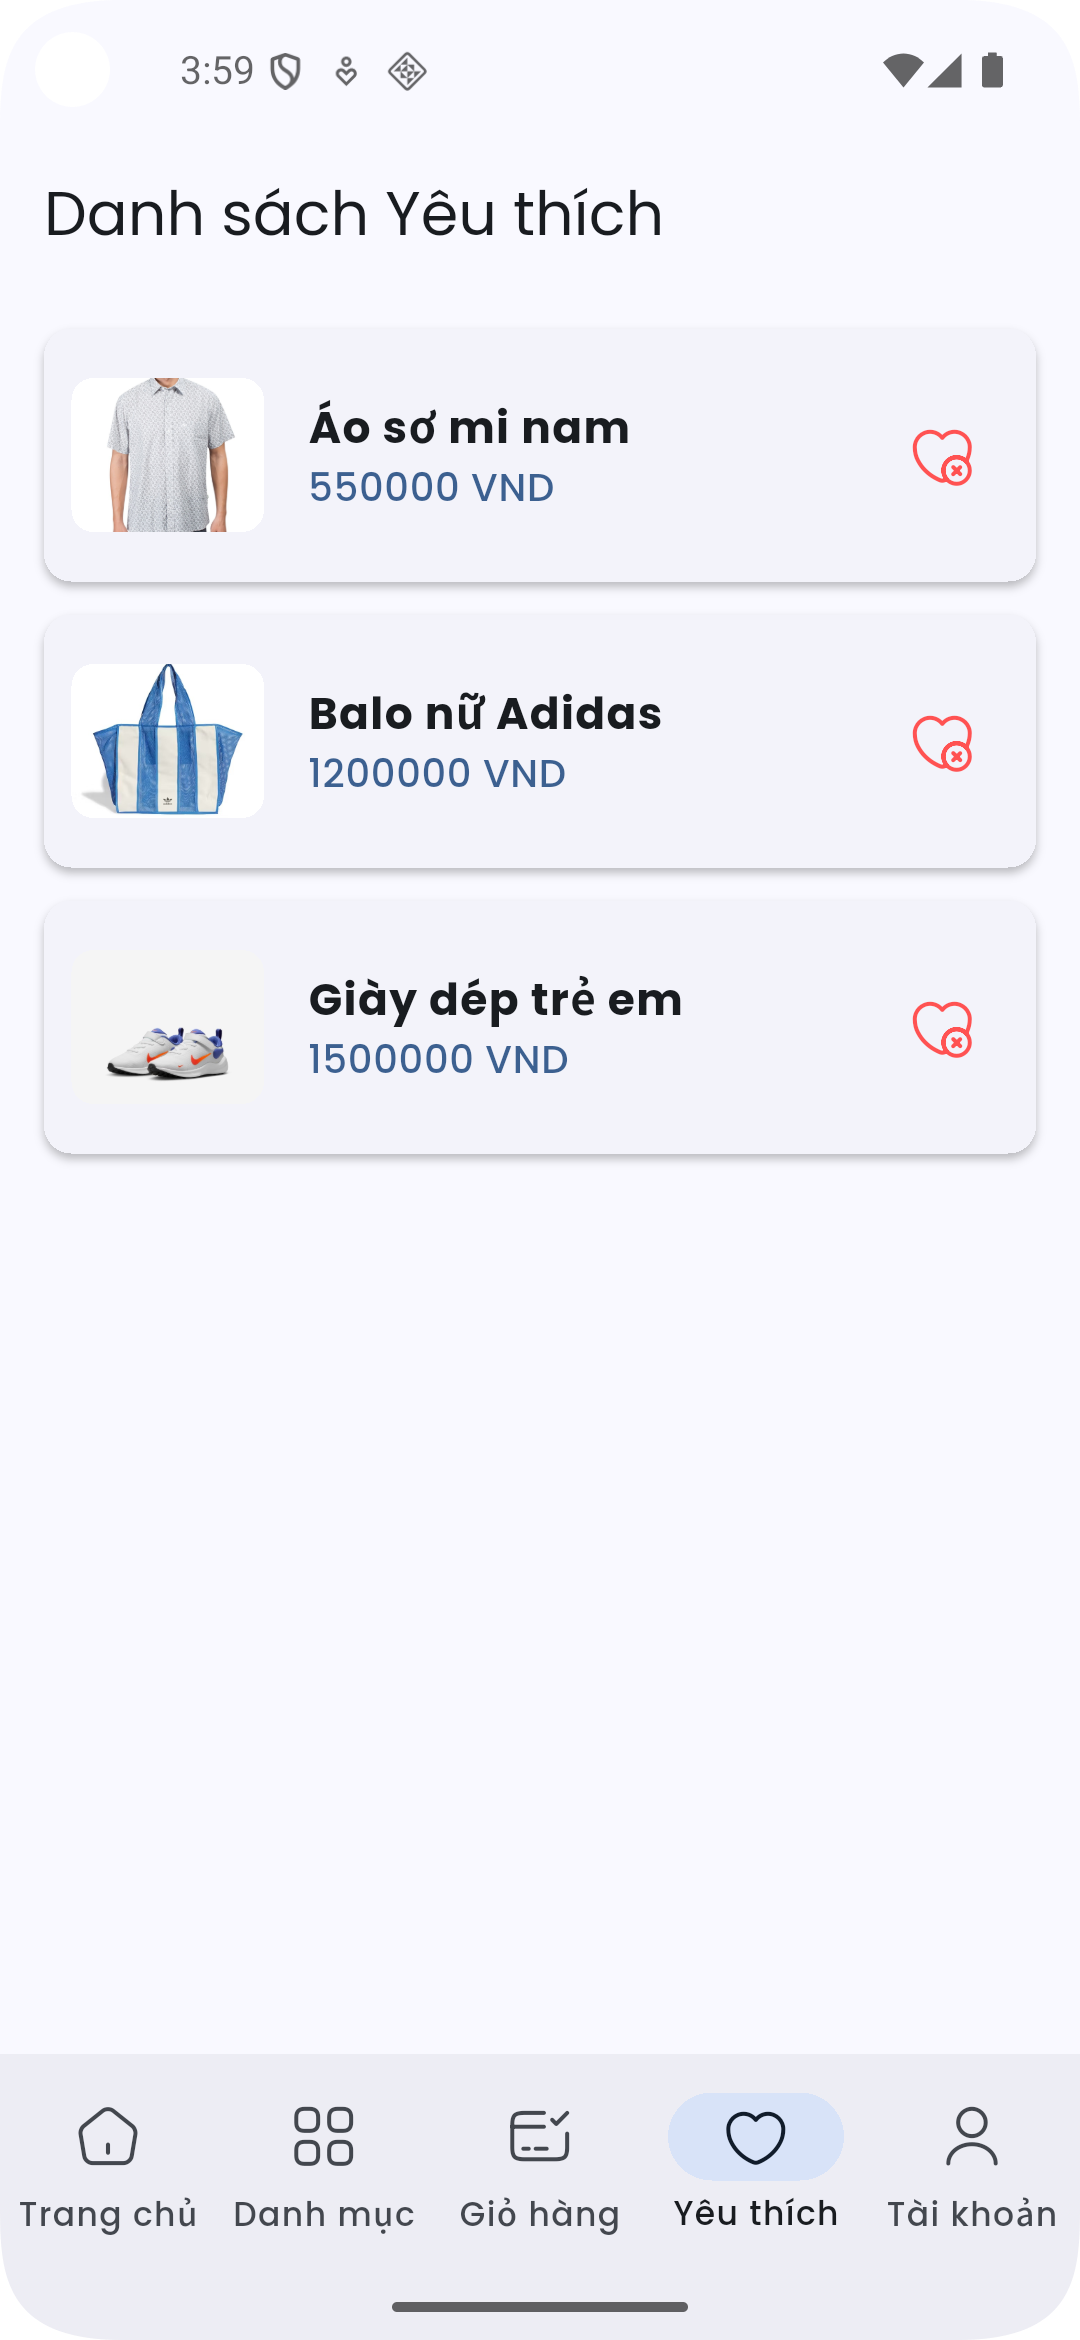 3:59
Danh sách Yêu thích
Áo sơ mi nam
550000 VND
Balo nữ Adidas
1200000 VND
Giày dép trẻ em
1500000 VND
Trang chủ
Danh mục
Giỏ hàng
Yêu thích
Tài khoản